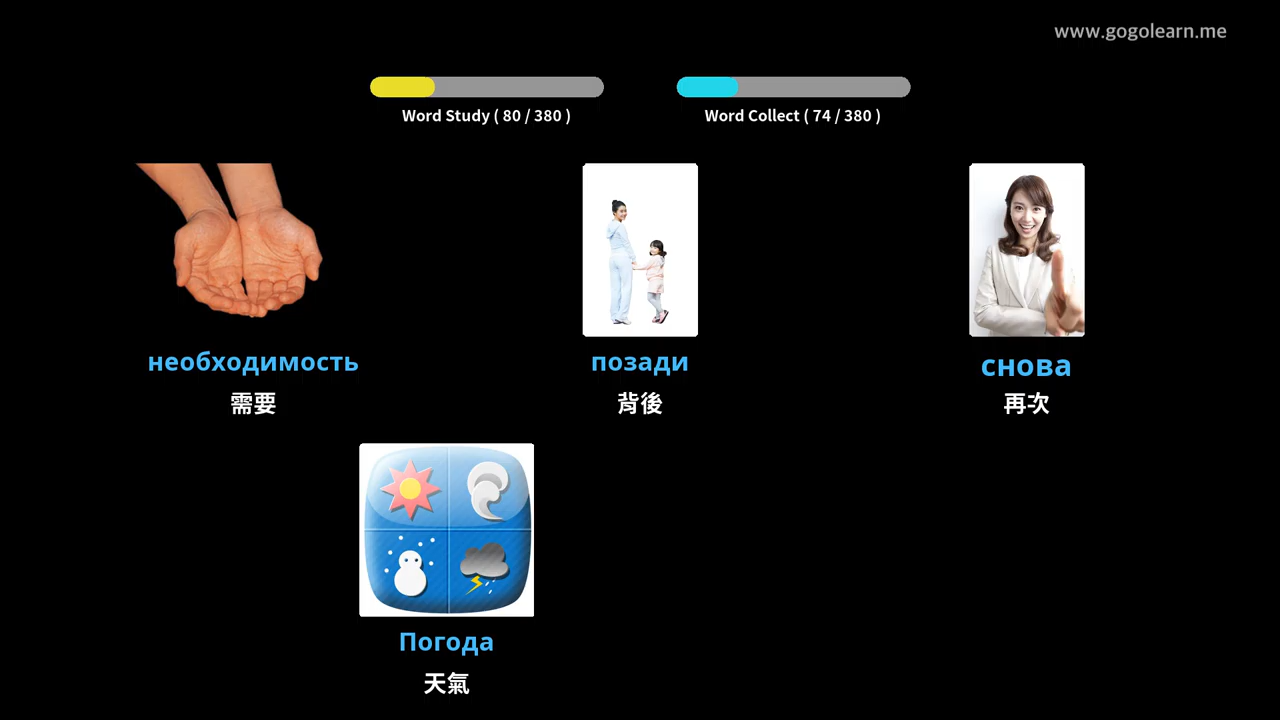 www.gogolearn.me
Word Study ( 80 / 380 )
Word Collect ( 74 / 380 )
необходимость
需要
позади
背後
снова
再次
Погода
天氣